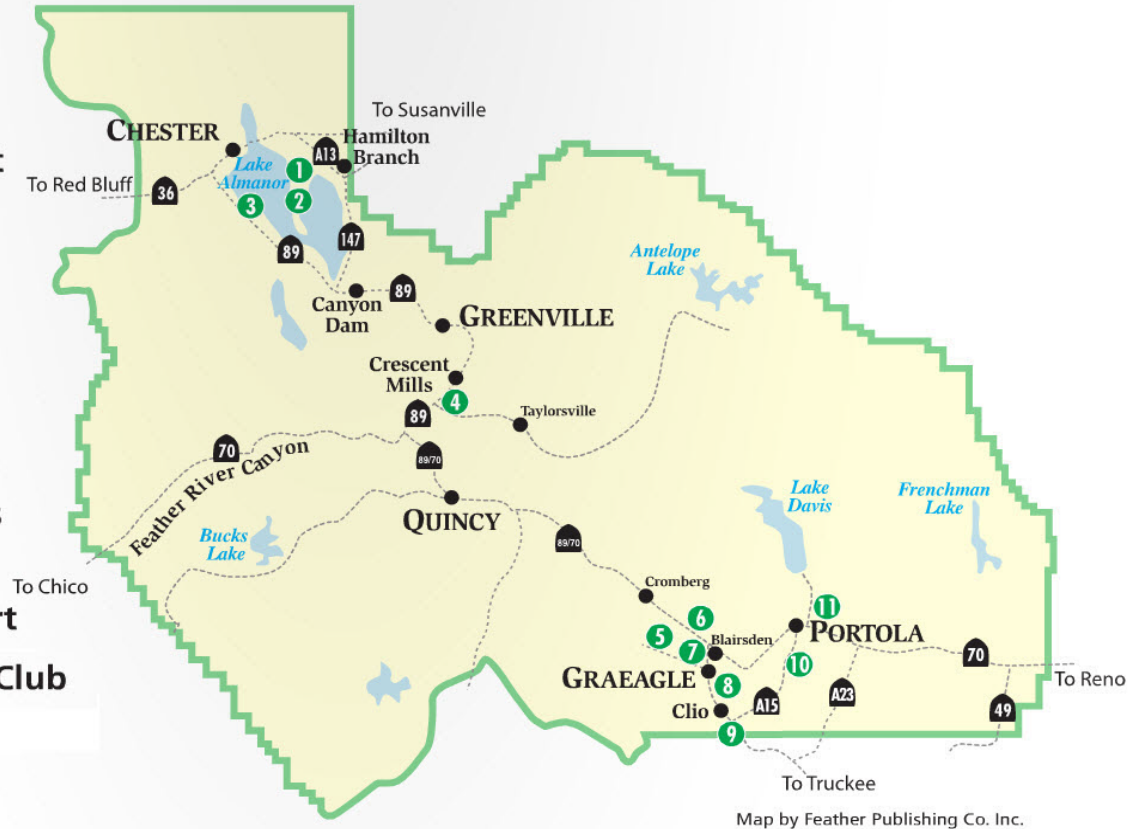 To Susanville
CHESTER
Hamilton
Branch
A13
t
Lake
Almanor
1
To Red Bluff
36
2
3
147
89
Antelope
Lake
Canyon
Dam
89
GREENVILLE
Crescent
Mills
4
89
Taylorsville
70
Feather River Canyon
89/70
Lake
Davis
Frenchman
Lake
s
QUINCY
Bucks
Lake
89/70
To Chico
Cromberg
rt
6
11
5
Blairsden
PORTOLA
7
10
70
Club
GRAEAGLE
8
To Reno
Clio
A15
A23
49
9
To Truckee
Map by Feather Publishing Co. Inc.